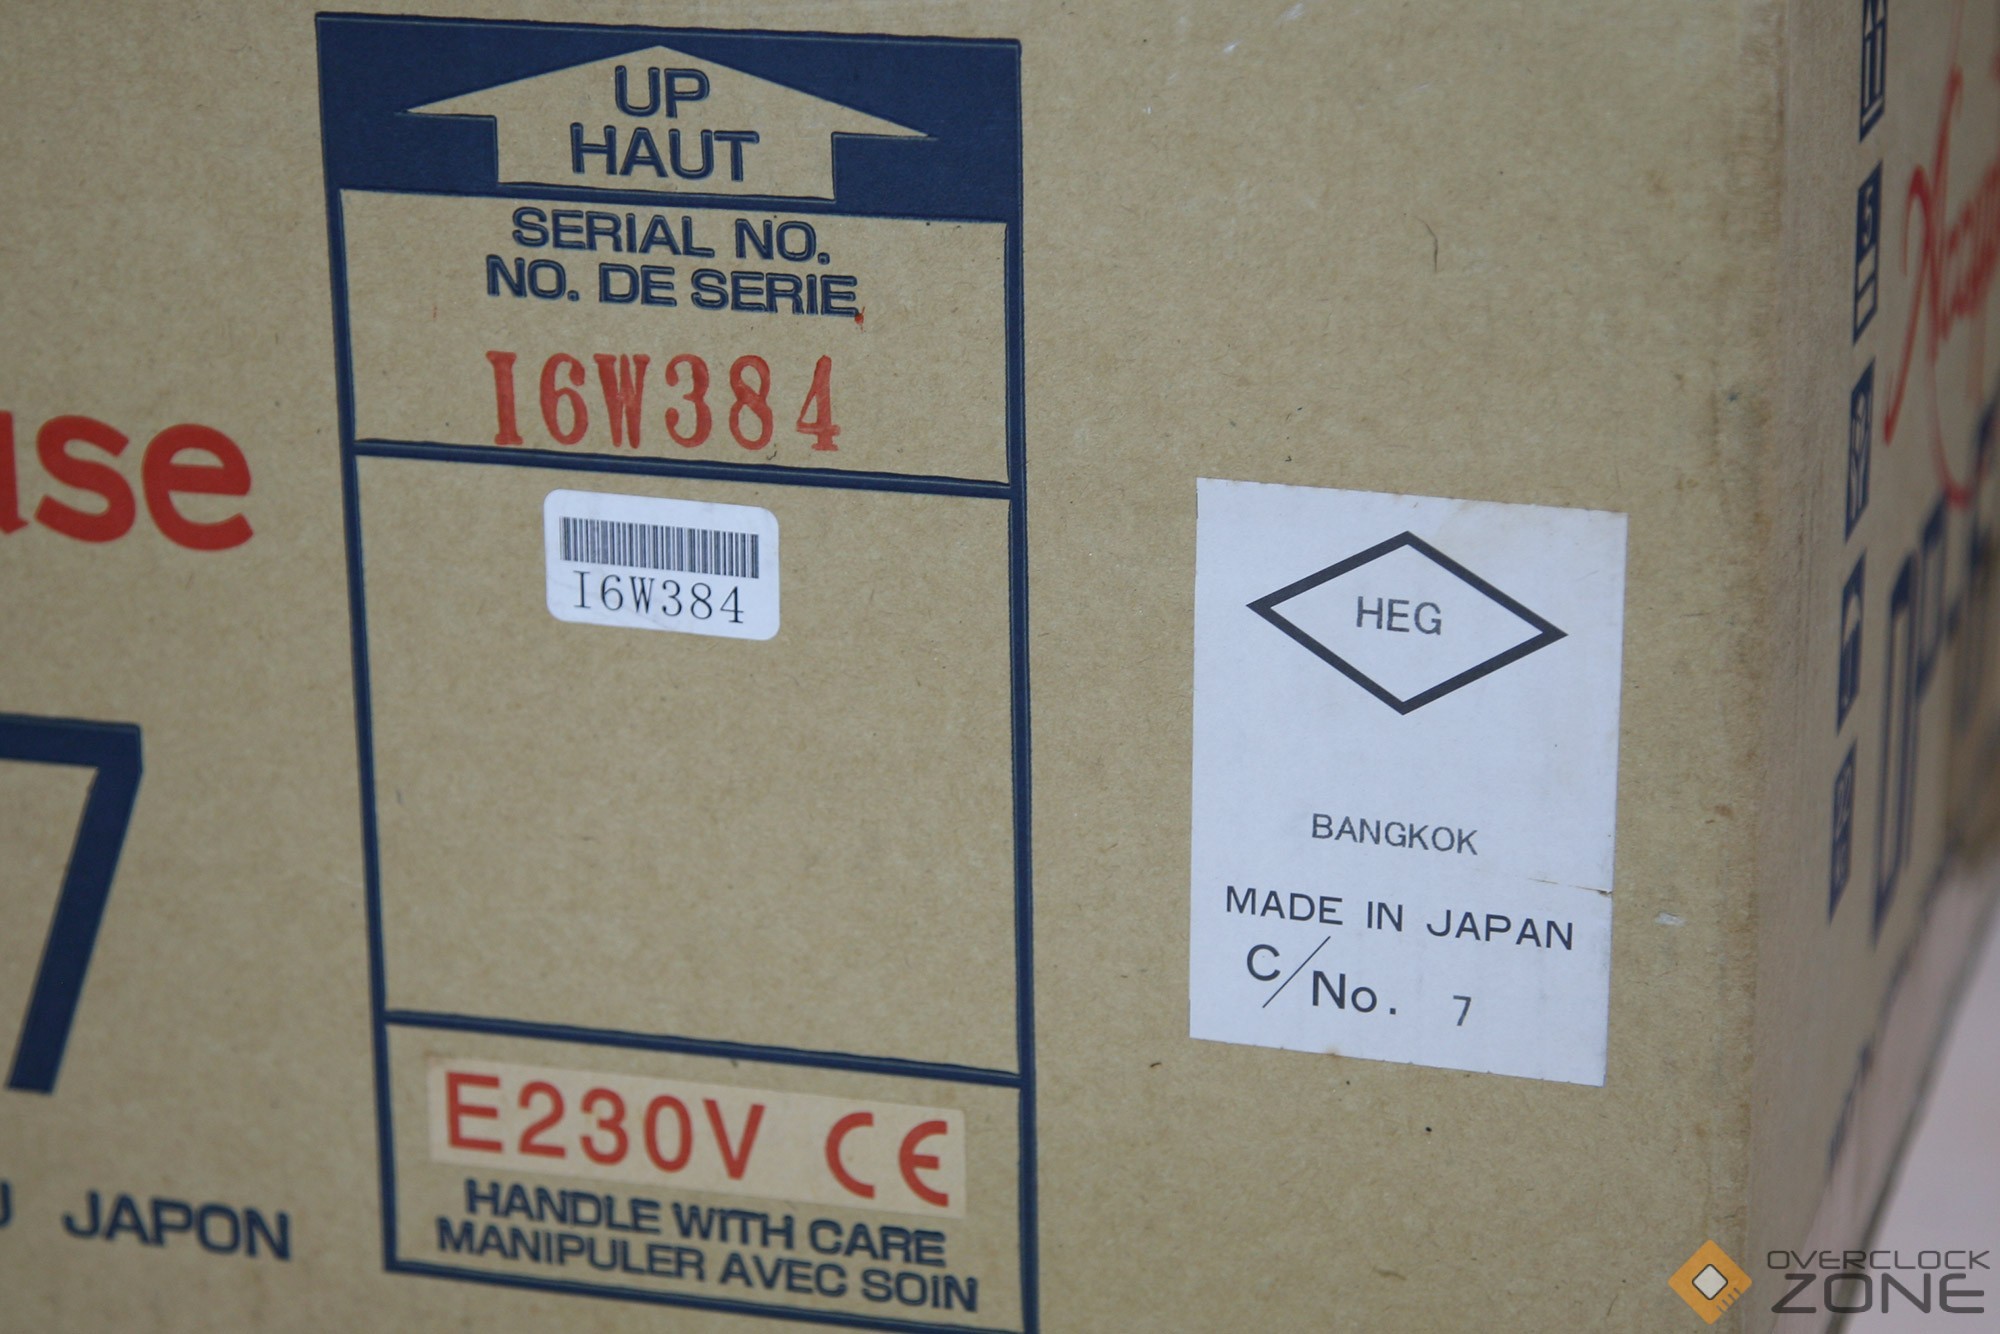 UP
HAUT
SERIAL NO.
NO. DE SERIE
I6W384
I6W384
E230V CE
HANDLE WITH CARE
MANIPULER AVEC SOIN
7
JAPON
HEG
BANGKOK
MADE IN JAPAN
C/No. 7
5
OVERCLOCK
ZONE